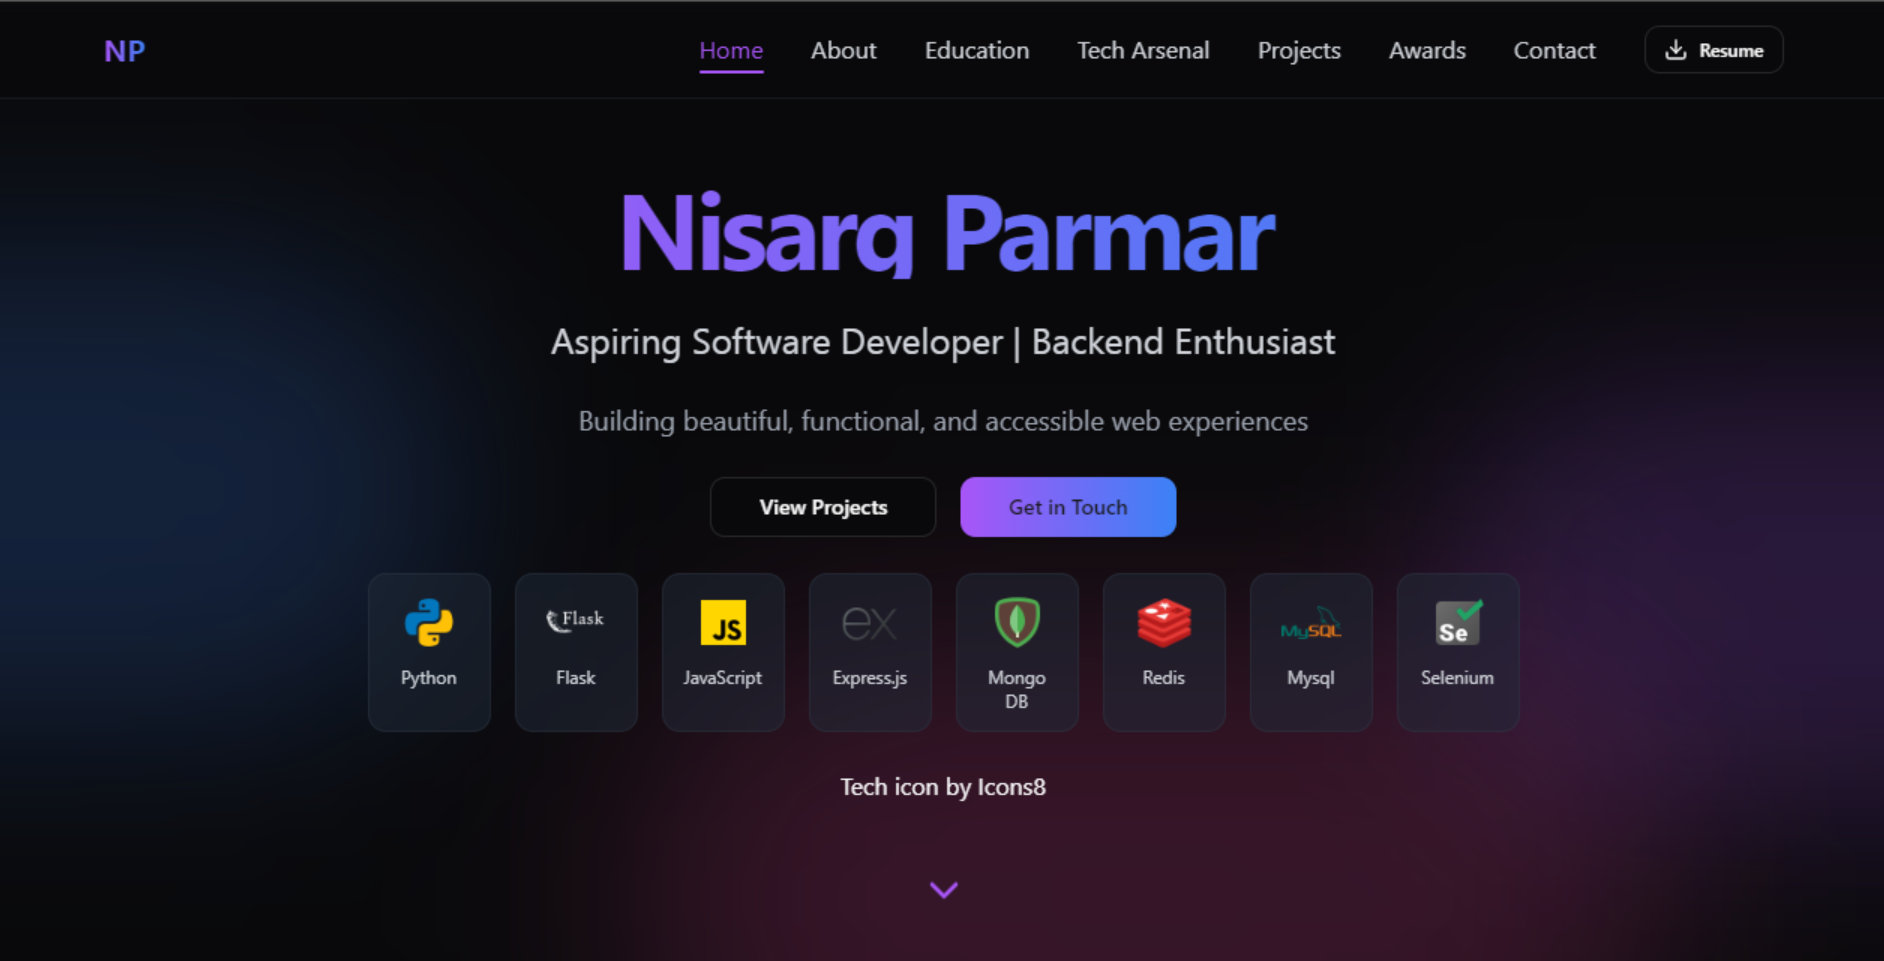 NP
Home About Education Tech Arsenal Projects Awards Contact Resume
Nisarg Parmar
Aspiring Software Developer | Backend Enthusiast
Building beautiful, functional, and accessible web experiences
View Projects Get in Touch
Flask JS ex MySQL Se
Python Flask JavaScript Express.js Mongo Redis Mysql Selenium
DB
Tech icon by Icons8